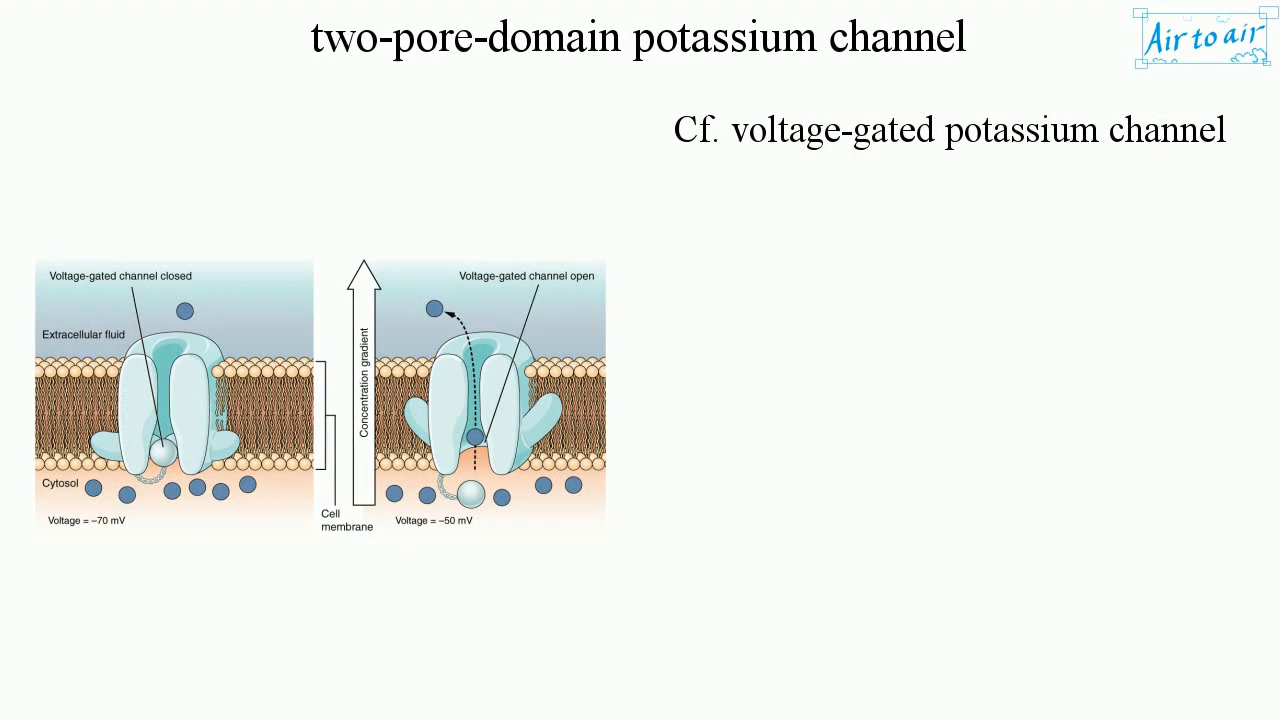 two-pore-domain potassium channel
Air to air
Cf. voltage-gated potassium channel
Voltage-gated channel closed
Extracellular fluid
Cytosol
Voltage = –70 mV
Cell
membrane
Concentration gradient
Voltage-gated channel open
Voltage = –50 mV